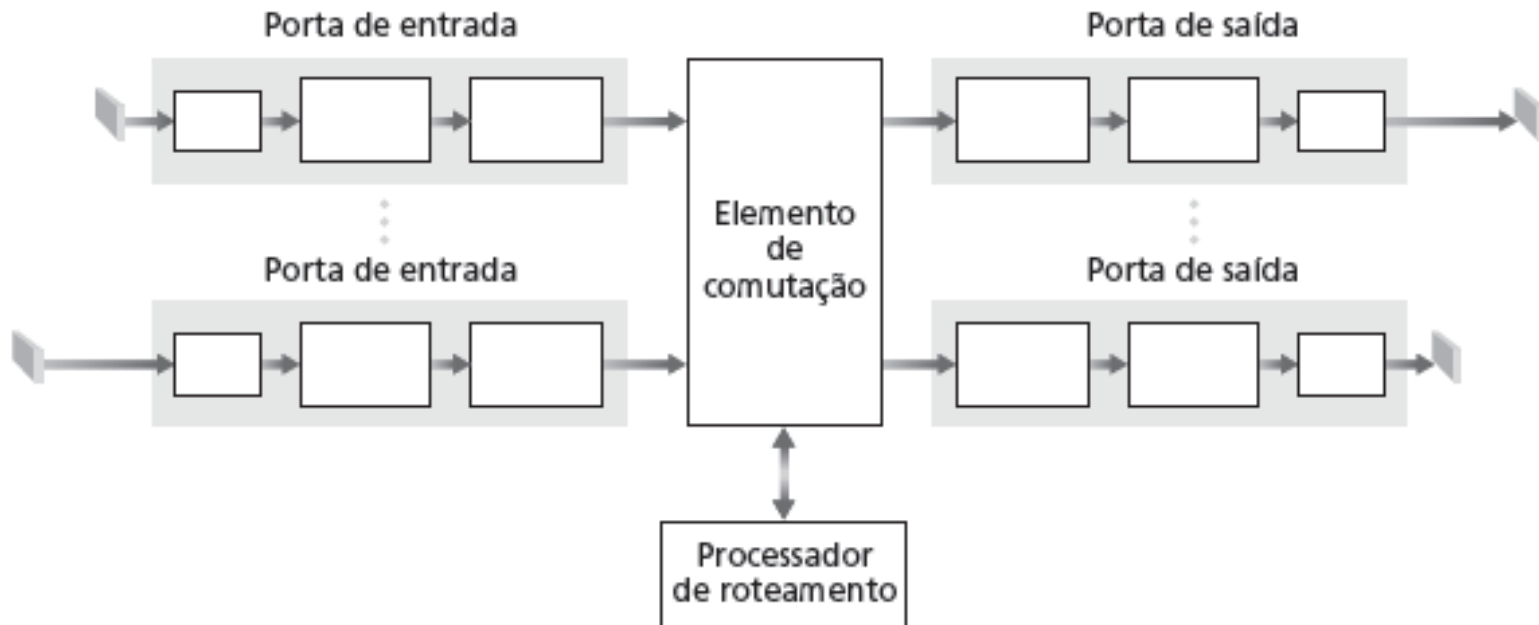 Porta de entrada
Porta de saída
Elemento
de
comutação
Porta de entrada
Porta de saída
Processador
de roteamento